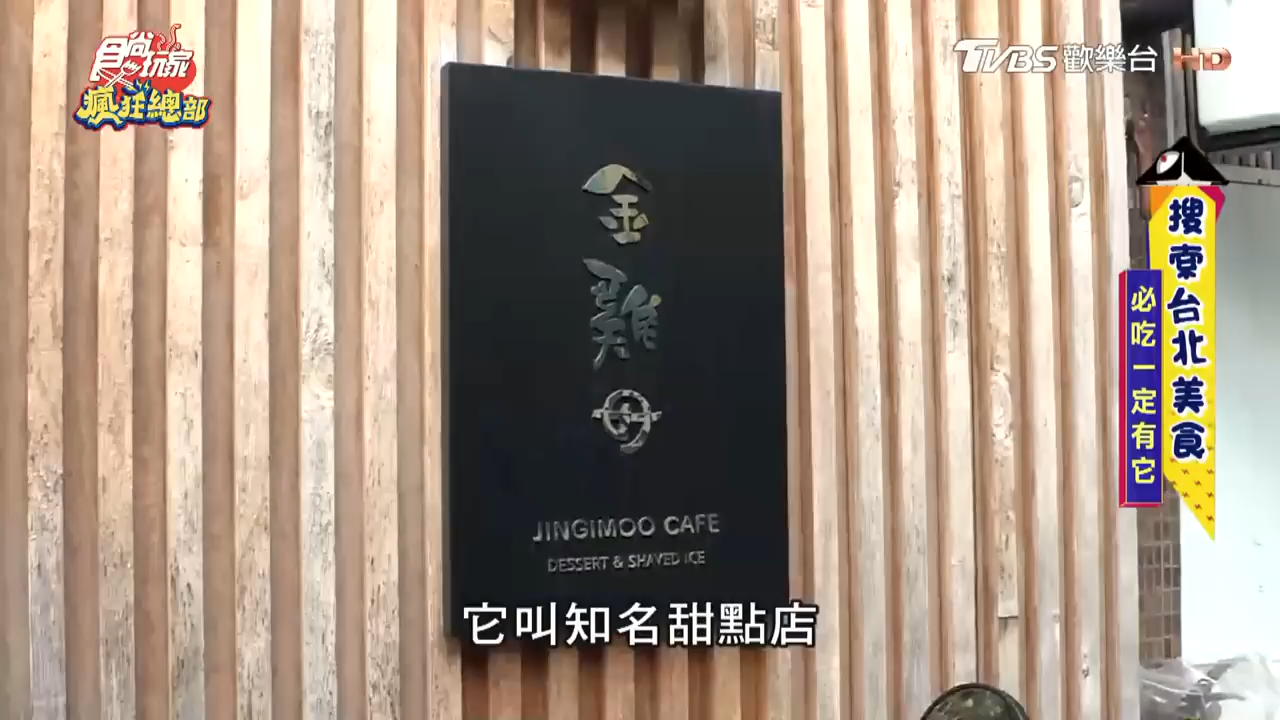 食尚玩家
瘋狂總部
TVBS 歡樂台 HD
搜索台北美食
必吃一定有它
金雞母
JINGIMOO CAFE
DESSERT & SHAVED ICE
它叫知名甜點店